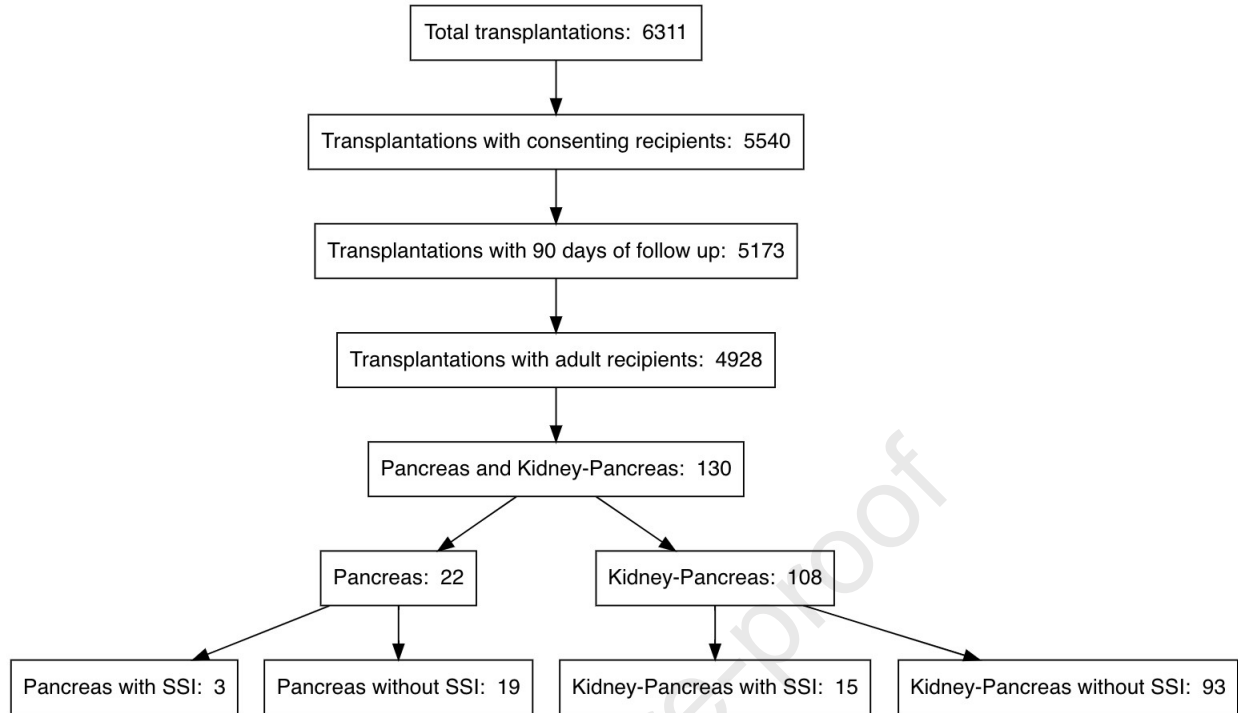 Total transplantations: 6311
Transplantations with consenting recipients: 5540
Transplantations with 90 days of follow up: 5173
Transplantations with adult recipients: 4928
Pancreas and Kidney-Pancreas: 130
Pancreas: 22
Kidney-Pancreas: 108
Pancreas with SSI: 3
Pancreas without SSI: 19
Kidney-Pancreas with SSI: 15
Kidney-Pancreas without SSI: 93
e-proof